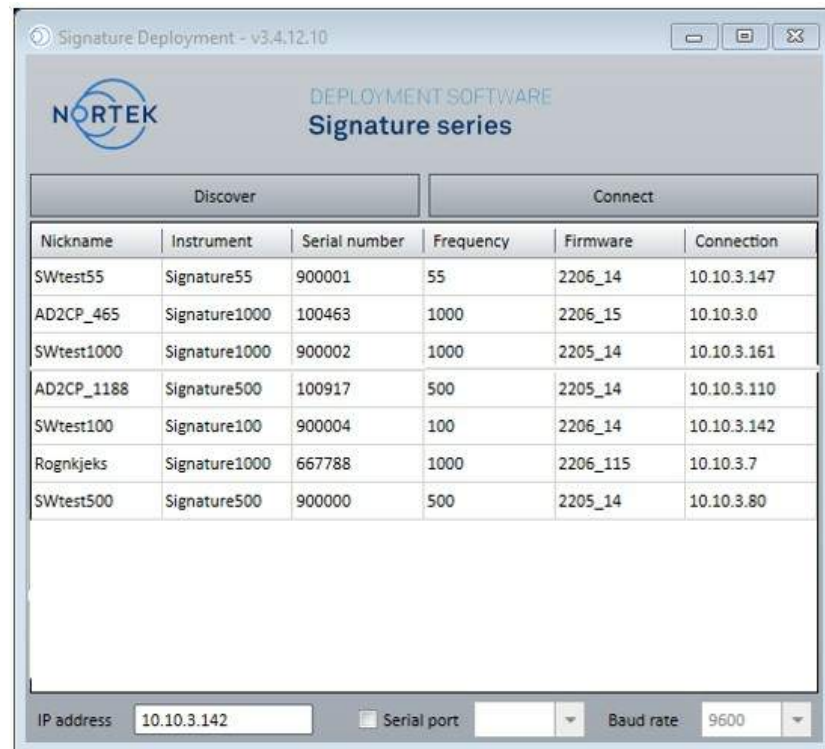 Signature Deployment - v3.4.12.10
NORTEK
DEPLOYMENT SOFTWARE
Signature series
Discover Connect
Nickname Instrument Serial number Frequency Firmware Connection
SWtest55 Signature55 900001 55 2206_14 10.10.3.147
AD2CP_465 Signature1000 100463 1000 2206_15 10.10.3.0
SWtest1000 Signature1000 900002 1000 2205_14 10.10.3.161
AD2CP_1188 Signature500 100917 500 2205_14 10.10.3.110
SWtest100 Signature100 900004 100 2206_14 10.10.3.142
Rognkjeks Signature1000 667788 1000 2206_115 10.10.3.7
SWtest500 Signature500 900000 500 2205_14 10.10.3.80
IP address 10.10.3.142 Serial port Baud rate 9600